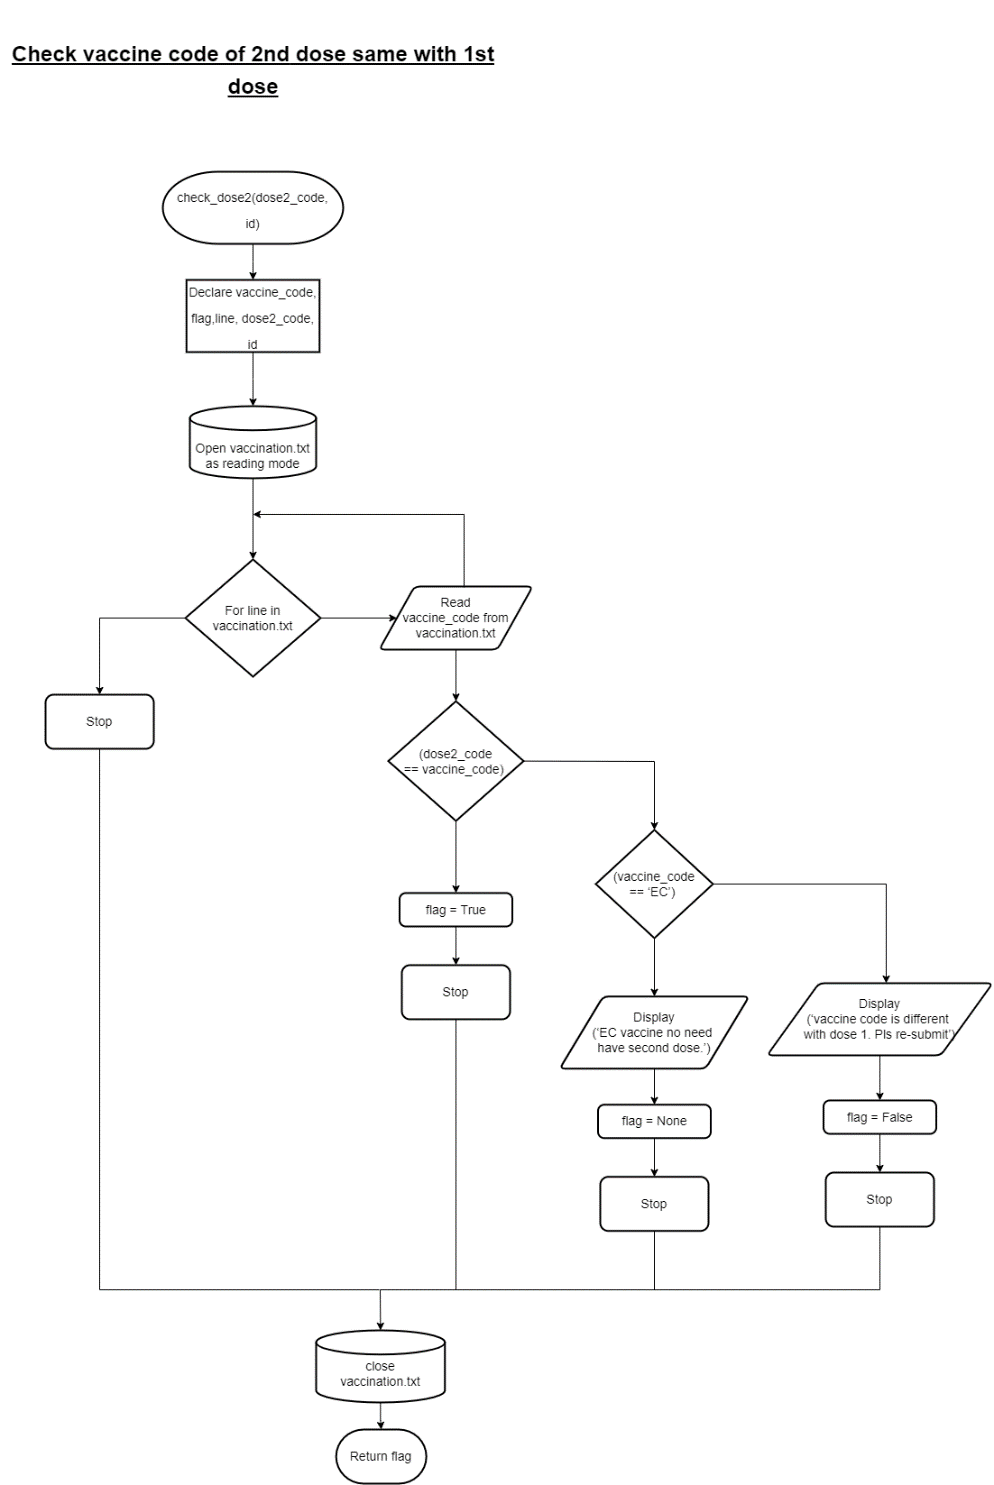 Check vaccine code of 2nd dose same with 1st
dose
check_dose2(dose2_code,
id)
Declare vaccine_code,
flag,line, dose2_code,
id
Open vaccination.txt
as reading mode
For line in
vaccination.txt
Read
vaccine_code from
vaccination.txt
Stop
(dose2_code
== vaccine_code)
(vaccine_code
== ‘EC’)
flag = True
Stop
Display
(‘EC vaccine no need
have second dose.’)
Display
(‘vaccine code is different
with dose 1. Pls re-submit’)
flag = None
flag = False
Stop
Stop
close
vaccination.txt
Return flag